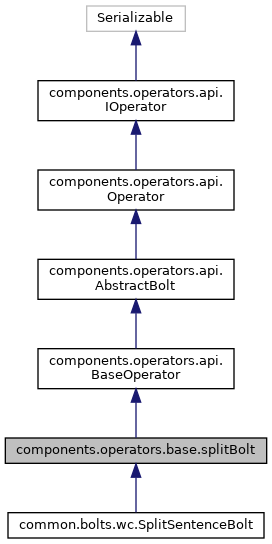 Serializable
components.operators.api.
IOperator
components.operators.api.
Operator
components.operators.api.
AbstractBolt
components.operators.api.
BaseOperator
components.operators.base.splitBolt
common.bolts.wc.SplitSentenceBolt